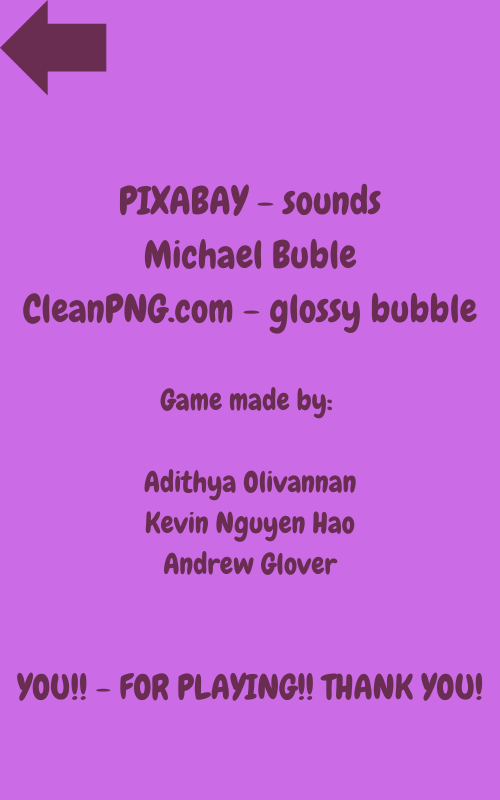 PIXABAY - sounds
Michael Buble
CleanPNG.com - glossy bubble
Game made by:
Adithya Olivannan
Kevin Nguyen Hao
Andrew Glover
YOU!! - FOR PLAYING!! THANK YOU!